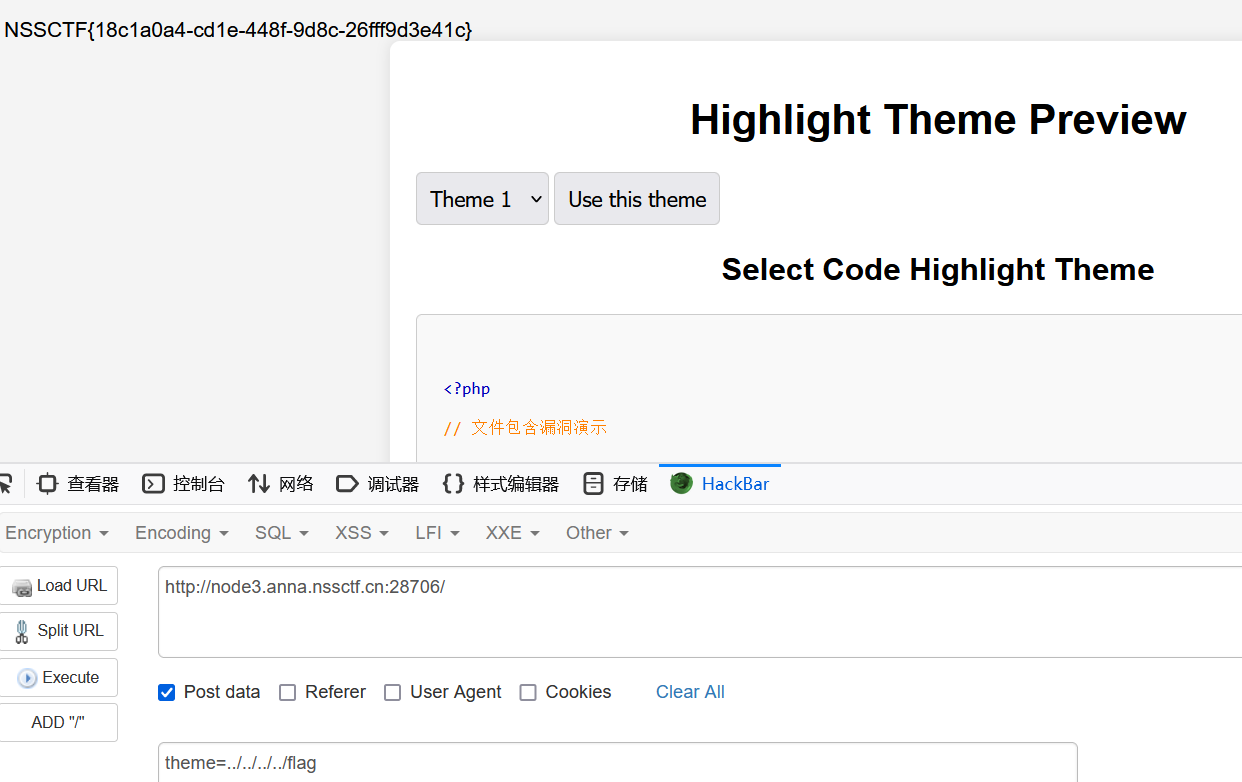 NSSCTF{18c1a0a4-cd1e-448f-9d8c-26fff9d3e41c}
Highlight Theme Preview
Theme 1 Use this theme
Select Code Highlight Theme
<?php
// 文件包含漏洞演示
查看器 控制台 网络 调试器 样式编辑器 存储 HackBar
Encryption Encoding SQL XSS LFI XXE Other
Load URL
http://node3.anna.nssctf.cn:28706/
Split URL
Execute
Post data Referer User Agent Cookies Clear All
ADD "/"
theme=../../../../flag